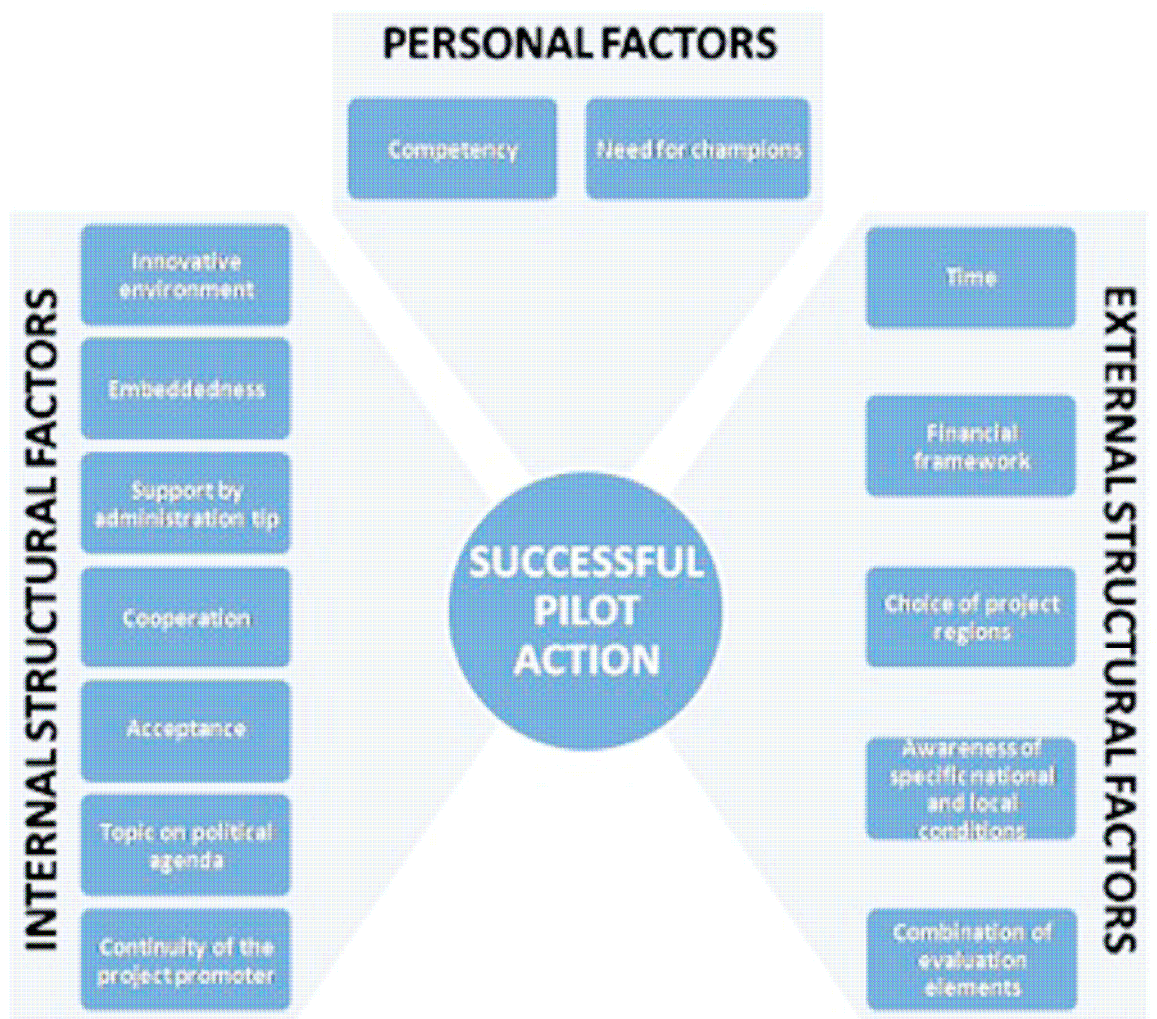 PERSONAL FACTORS
Competency
Need for champions
INTERNAL STRUCTURAL FACTORS
Innovative
environment
Embeddedness
Support by
administration tip
Cooperation
Acceptance
Topic on political
agenda
Continuity of the
project promoter
SUCCESSFUL
PILOT
ACTION
Time
Financial
framework
Choice of project
regions
Awareness of
specific national
and local
conditions
Combination of
evaluation
elements
EXTERNAL STRUCTURAL FACTORS